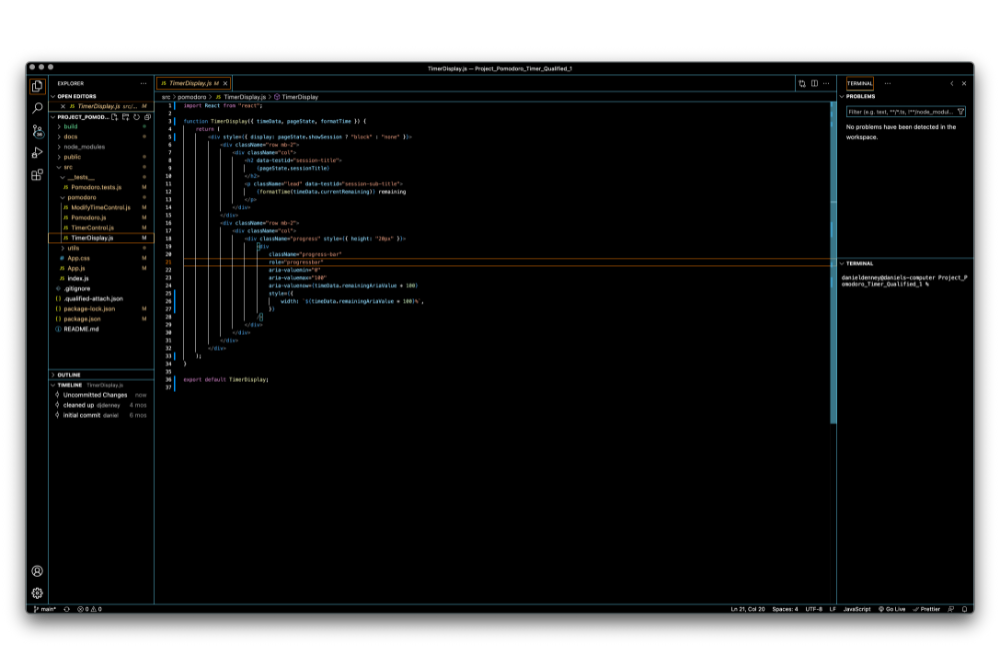 TimerDisplay.js — Project_Pomodoro_Timer_Qualified_1
EXPLORER
OPEN EDITORS
JS TimerDisplay.js src/... M
PROJECT_POMOD...
build
docs
node_modules
public
src
__tests__
JS Pomodoro.tests.js M
pomodoro
JS ModifyTimeControl.js M
JS Pomodoro.js M
JS TimerControl.js M
JS TimerDisplay.js M
utils
# App.css M
JS App.js M
JS index.js
.gitignore
{} .qualified-attach.json
{} package-lock.json M
{} package.json M
README.md
OUTLINE
TIMELINE TimerDisplay.js
Uncommitted Changes now
cleaned up djdenney 4 mos
initial commit daniel 6 mos
JS TimerDisplay.js M
src > pomodoro > JS TimerDisplay.js > TimerDisplay
1 import React from "react";
2
3 function TimerDisplay({ timeData, pageState, formatTime }) {
4 return (
5 <div style={{ display: pageState.showSession ? "block" : "none" }}>
6 <div className="row mb-2">
7 <div className="col">
8 <h2 data-testid="session-title">
9 {pageState.sessionTitle}
10 </h2>
11 <p className="lead" data-testid="session-sub-title">
12 {formatTime(timeData.currentRemaining)} remaining
13 </p>
14 </div>
15 </div>
16 <div className="row mb-2">
17 <div className="col">
18 <div className="progress" style={{ height: "20px" }}>
19 <div
20 className="progress-bar"
21 role="progressbar"
22 aria-valuemin="0"
23 aria-valuemax="100"
24 aria-valuenow={timeData.remainingAriaValue * 100}
25 style={{
26 width: `${timeData.remainingAriaValue * 100}%`,
27 }}
28 />
29 </div>
30 </div>
31 </div>
32 </div>
33 );
34 }
35
36 export default TimerDisplay;
37
TERMINAL
PROBLEMS
Filter (e.g. text, **/*.ts, !**/node_modul...
No problems have been detected in the
workspace.
TERMINAL
danieldenney@daniels-computer Project_P
omodoro_Timer_Qualified_1 %
main* 0 0
Ln 21, Col 20 Spaces: 4 UTF-8 LF JavaScript Go Live Prettier